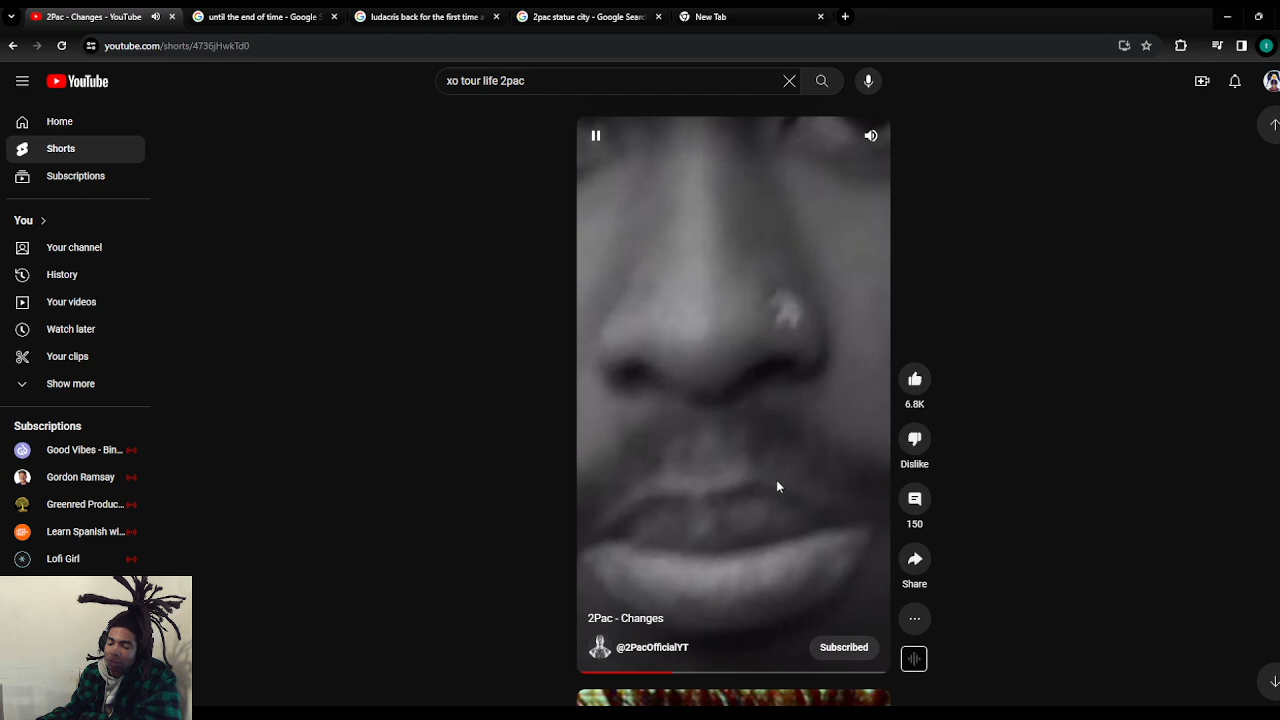 2Pac - Changes - YouTube
until the end of time - Google S
ludacris back for the first time a
2pac statue city - Google Searc
New Tab
youtube.com/shorts/4736jHwkTd0
t
YouTube
xo tour life 2pac
Home
Shorts
Subscriptions
You
Your channel
History
Your videos
Watch later
Your clips
Show more
Subscriptions
Good Vibes - Bin...
Gordon Ramsay
Greenred Produc...
Learn Spanish wi...
Lofi Girl
6.8K
Dislike
150
Share
2Pac - Changes
@2PacOfficialYT
Subscribed